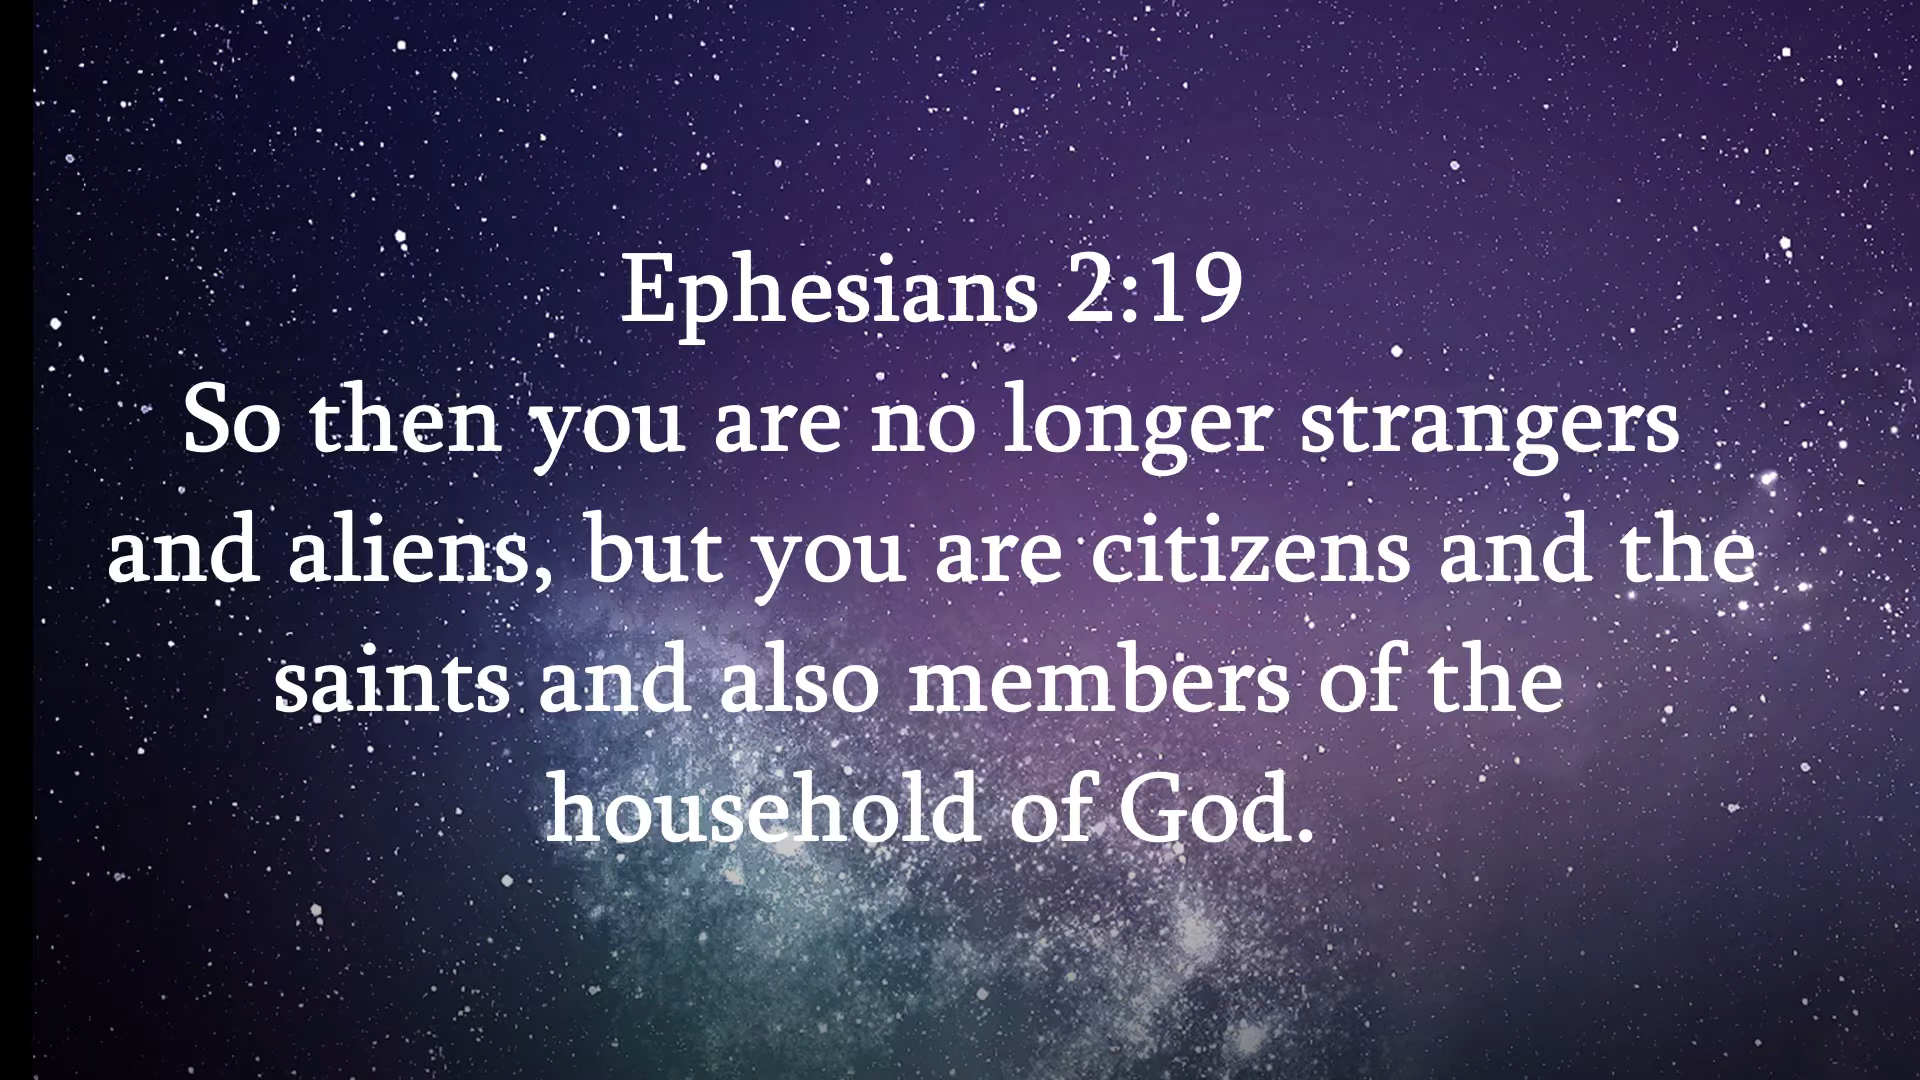 Ephesians 2:19
So then you are no longer strangers
and aliens, but you are citizens and the
saints and also members of the
household of God.